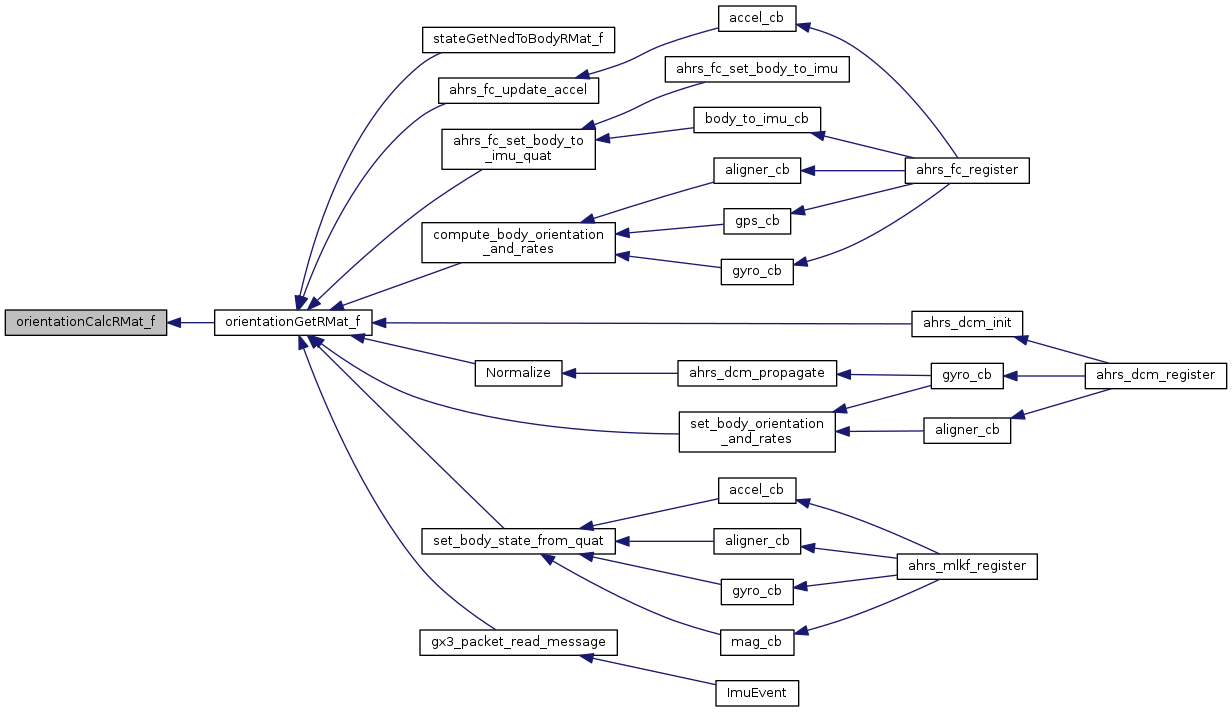 accel_cb
stateGetNedToBodyRMat_f
ahrs_fc_set_body_to_imu
ahrs_fc_update_accel
body_to_imu_cb
ahrs_fc_set_body_to
_imu_quat
aligner_cb
ahrs_fc_register
gps_cb
compute_body_orientation
_and_rates
gyro_cb
orientationCalcRMat_f
orientationGetRMat_f
ahrs_dcm_init
Normalize
ahrs_dcm_propagate
gyro_cb
ahrs_dcm_register
set_body_orientation
_and_rates
aligner_cb
accel_cb
set_body_state_from_quat
aligner_cb
ahrs_mlkf_register
gyro_cb
gx3_packet_read_message
mag_cb
ImuEvent